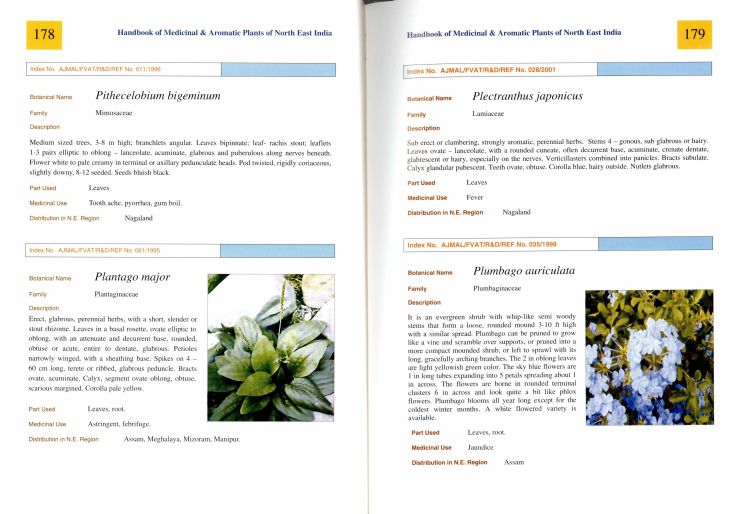 178
Handbook of Medicinal & Aromatic Plants of North East India
Index No. AJMAL/FVAT/R&D/REF No. 011/1996
Botanical Name Pithecelobium bigeminum
Family Mimosaceae
Description
Medium sized trees, 3-8 m high; branchlets angular. Leaves bipinnate; leaf- rachis stout; leaflets
1-3 pairs elliptic to oblong – lanceolate, acuminate, glabrous and puberulous along nerves beneath.
Flower white to pale creamy in terminal or axillary pedunculate heads. Pod twisted, rigidly coriaceous,
slightly downy, 8-12 seeded. Seeds bluish black.
Part Used Leaves
Medicinal Use Tooth ache, pyorrhea, gum boil.
Distribution in N.E. Region Nagaland
Index No. AJMAL/FVAT/R&D/REF No. 061/1995
Botanical Name Plantago major
Family Plantaginaceae
Description
Erect, glabrous, perennial herbs, with a short, slender or
stout rhizome. Leaves in a basal rosette, ovate elliptic to
oblong, with an attenuate and decurrent base, rounded,
obtuse or acute, entire to dentate, glabrous. Petioles
narrowly winged, with a sheathing base. Spikes on 4 –
60 cm long, terete or ribbed, glabrous peduncle. Bracts
ovate, acuminate. Calyx, segment ovate oblong, obtuse,
scarious margined. Corolla pale yellow.
Part Used Leaves, root.
Medicinal Use Astringent, febrifuge.
Distribution in N.E. Region Assam, Meghalaya, Mizoram, Manipur.
Handbook of Medicinal & Aromatic Plants of North East India
179
Index No. AJMAL/FVAT/R&D/REF No. 028/2001
Botanical Name Plectranthus japonicus
Family Lamiaceae
Description
Sub erect or clambering, strongly aromatic, perennial herbs. Stems 4 – gonous, sub glabrous or hairy.
Leaves ovate – lanceolate, with a rounded cuneate, often decurrent base, acuminate, crenate dentate,
glabrescent or hairy, especially on the nerves. Verticillasters combined into panicles. Bracts subulate.
Calyx glandular pubescent. Teeth ovate, obtuse. Corolla blue, hairy outside. Nutlets glabrous.
Part Used Leaves
Medicinal Use Fever
Distribution in N.E. Region Nagaland
Index No. AJMAL/FVAT/R&D/REF No. 035/1998
Botanical Name Plumbago auriculata
Family Plumbaginaceae
Description
It is an evergreen shrub with whip-like semi woody
stems that form a loose, rounded mound 3-10 ft high
with a similar spread. Plumbago can be pruned to grow
like a vine and scramble over supports, or pruned into a
more compact mounded shrub, or left to sprawl with its
long, gracefully arching branches. The 2 in oblong leaves
are light yellowish green color. The sky blue flowers are
1 in long tubes expanding into 5 petals spreading about 1
in across. The flowers are borne in rounded terminal
clusters 6 in across and look quite a bit like phlox
flowers. Plumbago blooms all year long except for the
coldest winter months. A white flowered variety is
available.
Part Used Leaves, root.
Medicinal Use Jaundice
Distribution in N.E. Region Assam